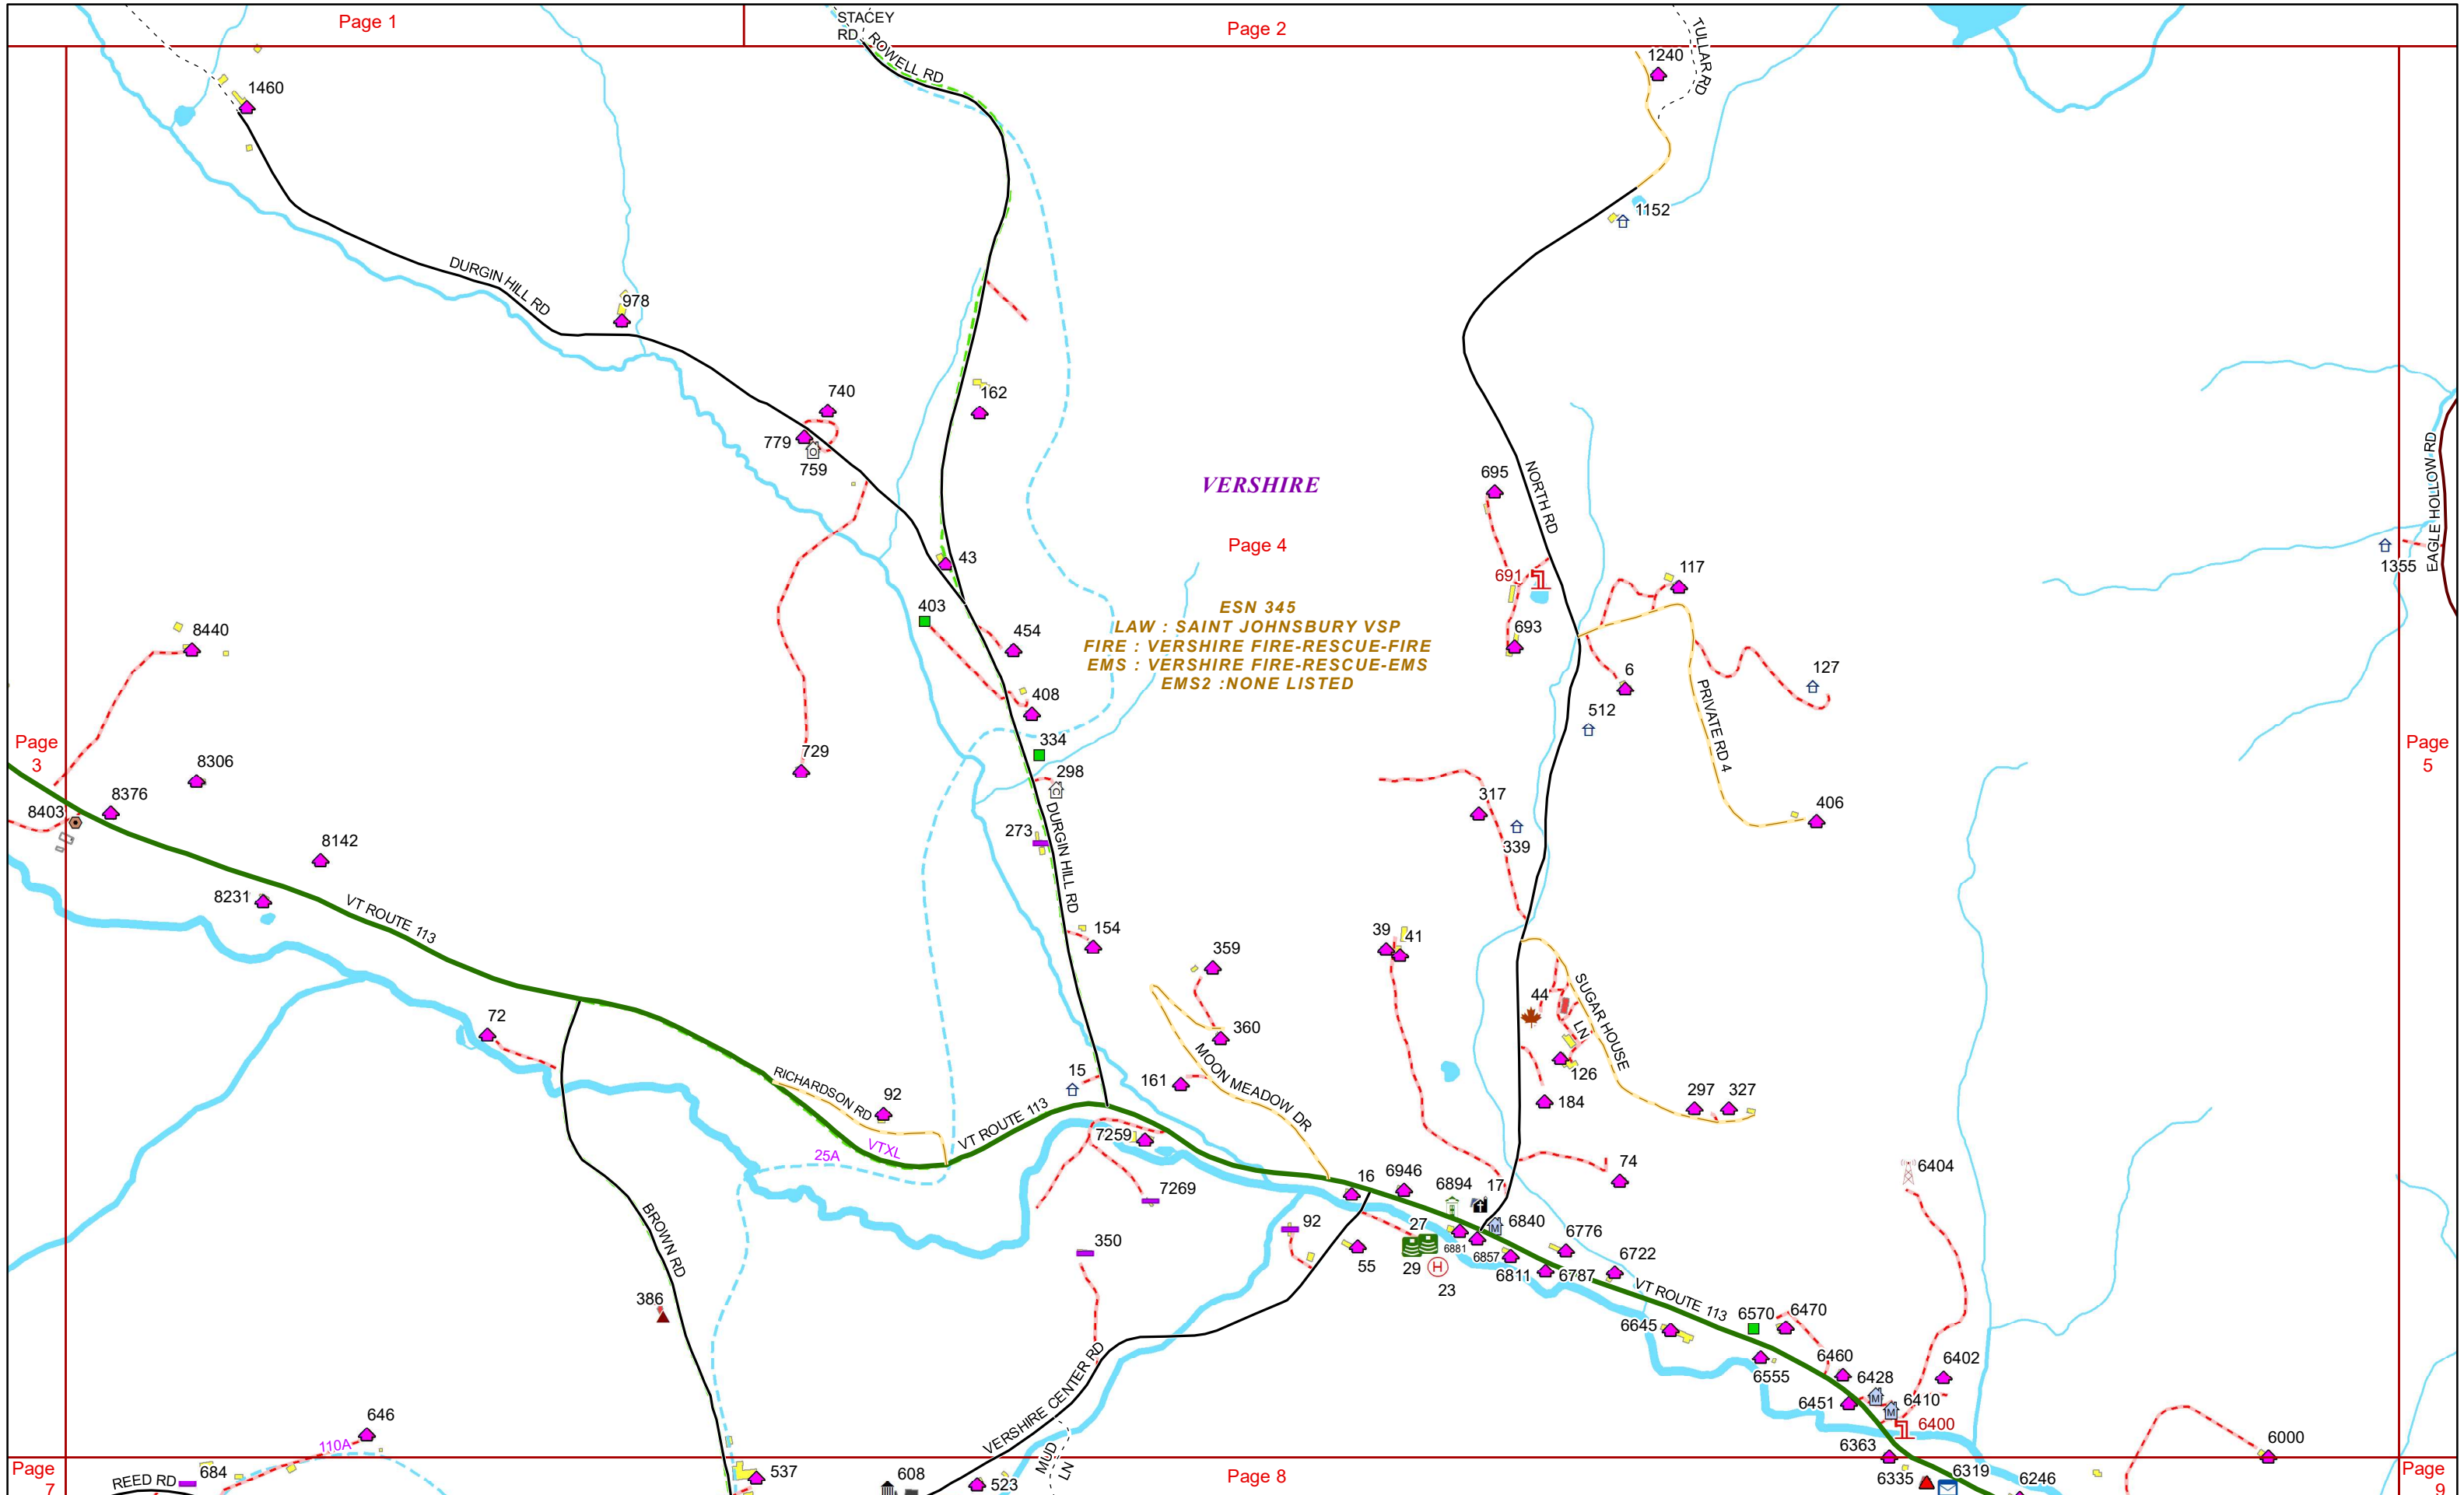 Page 1
STACEY
RD
Page 2
ROWELL RD
TULLAR RD
1240
1460
1152
DURGIN HILL RD
978
740
162
779
759
VERSHIRE
695
NORTH RD
EAGLE HOLLOW RD
Page 4
43
691
117
1355
403
ESN 345
LAW : SAINT JOHNSBURY VSP
FIRE : VERSHIRE FIRE-RESCUE-FIRE
EMS : VERSHIRE FIRE-RESCUE-EMS
EMS2 :NONE LISTED
8440
454
693
6
127
408
512
PRIVATE RD 4
Page
3
334
Page
5
729
8306
298
8376
317
406
8403
273
DURGIN HILL RD
339
8142
8231
VT ROUTE 113
154
39
41
359
44
SUGAR HOUSE
LN
72
360
MOON MEADOW DR
15
161
126
RICHARDSON RD
92
184
297
327
VT ROUTE 113
7259
25A
VTXL
74
6404
16
6946
6894
17
7269
BROWN RD
92
27
6840
350
6881
6857
6776
55
29
23
6811
6787
6722
VT ROUTE 113
386
6570
6470
6645
6460
6402
6555
6428
6451
6410
6400
VERSHIRE CENTER RD
646
110A
MUD
LN
6363
6000
Page
7
REED RD
684
537
608
523
Page 8
6335
6319
6246
Page
9